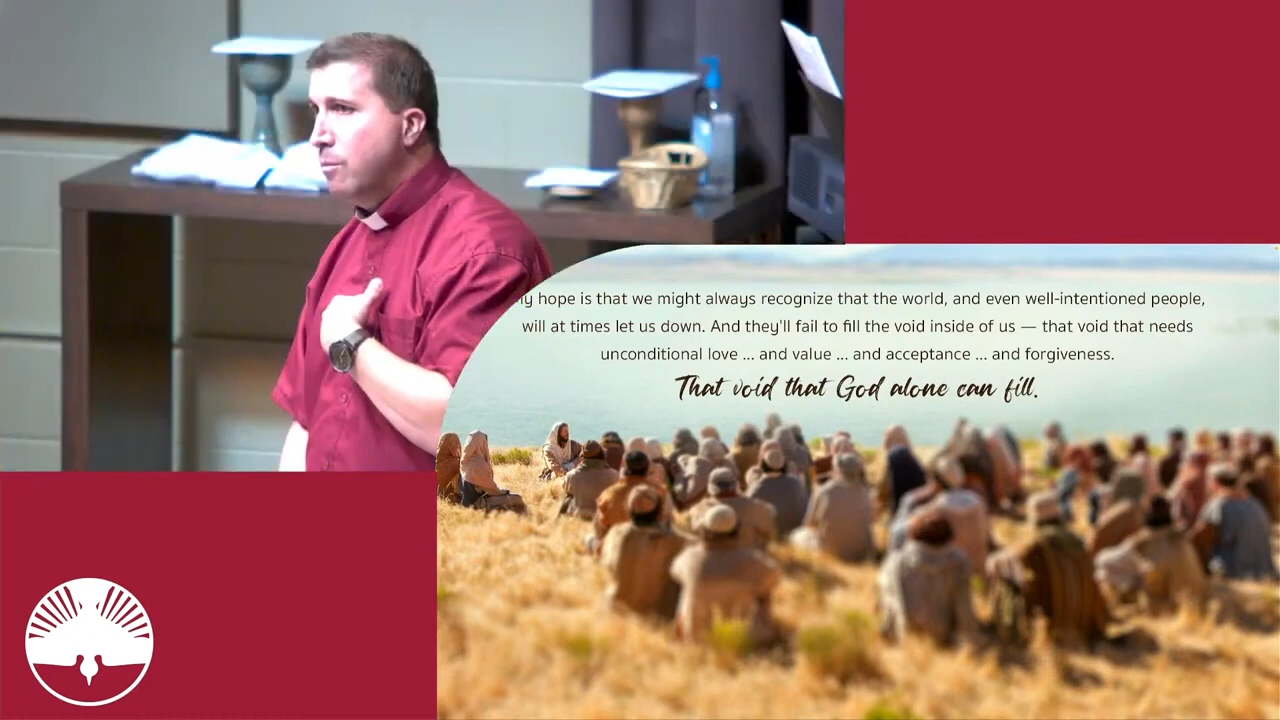 hope is that we might always recognize that the world, and even well-intentioned people,
will at times let us down. And they'll fail to fill the void inside of us — that void that needs
unconditional love ... and value ... and acceptance ... and forgiveness.
That void that God alone can fill.